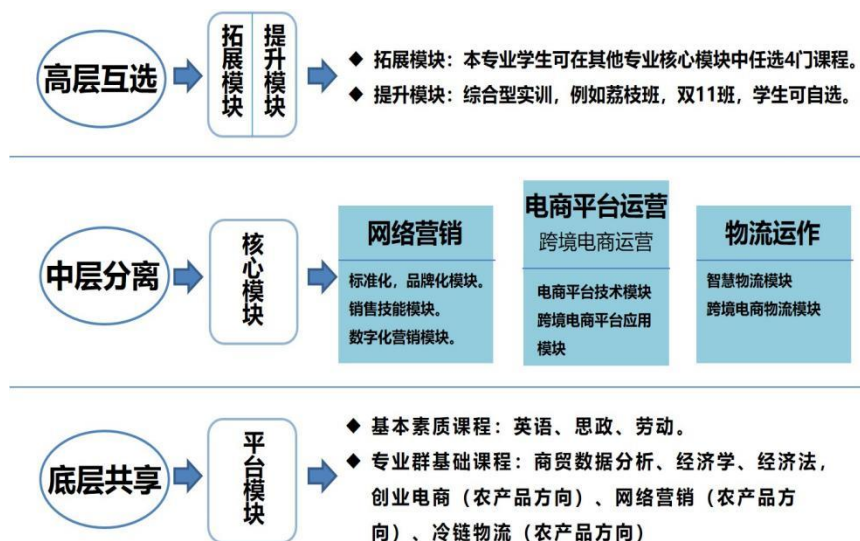 高层互选
拓展模块
提升模块
◆ 拓展模块：本专业学生可在其他专业核心模块中任选4门课程。
◆ 提升模块：综合型实训，例如荔枝班，双11班，学生可自选。
中层分离
核心模块
网络营销
标准化，品牌化模块。
销售技能模块。
数字化营销模块。
电商平台运营
跨境电商运营
电商平台技术模块
跨境电商平台应用
模块
物流运作
智慧物流模块
跨境电商物流模块
底层共享
平台模块
◆ 基本素质课程：英语、思政、劳动。
◆ 专业群基础课程：商贸数据分析、经济学、经济法，
创业电商（农产品方向）、网络营销（农产品方
向）、冷链物流（农产品方向）